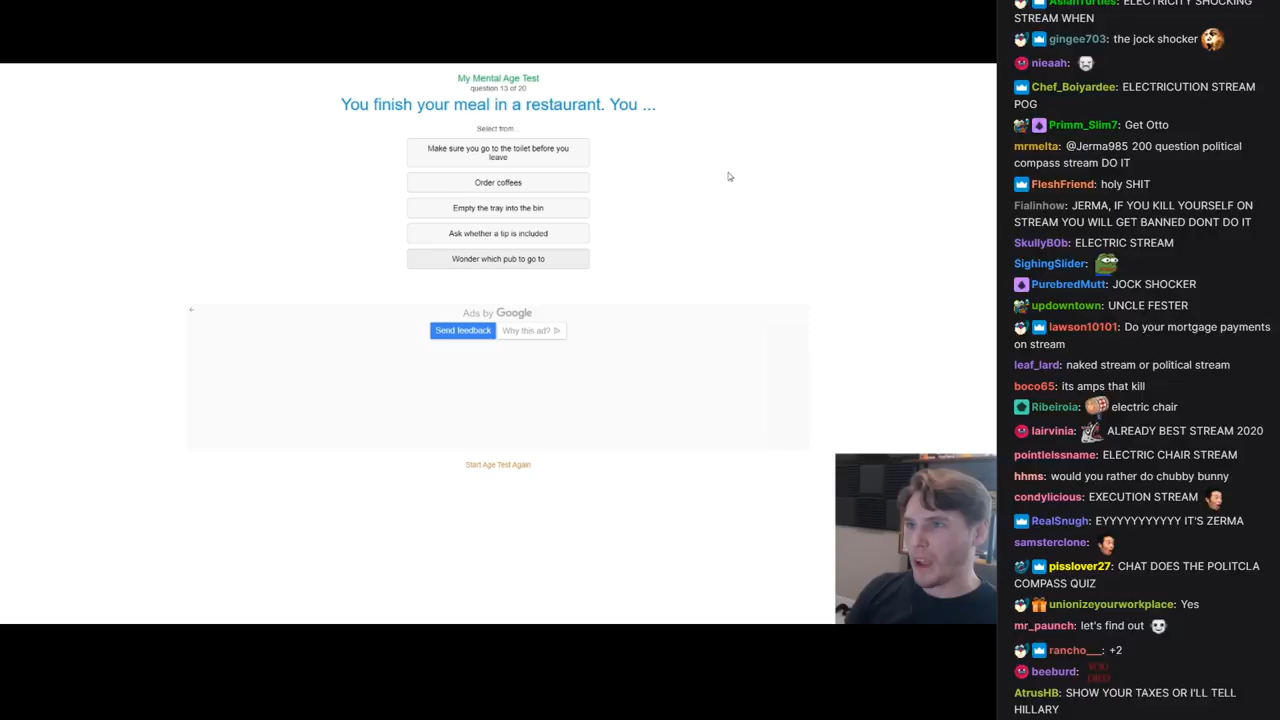 My Mental Age Test
question 13 of 20
You finish your meal in a restaurant. You ...
Select from...
Make sure you go to the toilet before you
leave
Order coffees
Empty the tray into the bin
Ask whether a tip is included
Wonder which pub to go to
Ads by Google
Send feedback
Why this ad?
Start Age Test Again
AsianTurtles: ELECTRICITY SHOCKING
STREAM WHEN
gingee703: the jock shocker
nieaah:
Chef_Boiyardee: ELECTRICUTION STREAM
POG
Primm_Slim7: Get Otto
mrmelta: @Jerma985 200 question political
compass stream DO IT
FleshFriend: holy SHIT
Fialinhow: JERMA, IF YOU KILL YOURSELF ON
STREAM YOU WILL GET BANNED DONT DO IT
SkullyB0b: ELECTRIC STREAM
SighingSlider:
PurebredMutt: JOCK SHOCKER
updowntown: UNCLE FESTER
lawson10101: Do your mortgage payments
on stream
leaf_lard: naked stream or political stream
boco65: its amps that kill
Ribeiroia: electric chair
lairvinia: ALREADY BEST STREAM 2020
pointlessname: ELECTRIC CHAIR STREAM
hhms: would you rather do chubby bunny
condylicious: EXECUTION STREAM
RealSnugh: EYYYYYYYYYYY IT'S ZERMA
samsterclone:
pisslover27: CHAT DOES THE POLITCLA
COMPASS QUIZ
unionizeyourworkplace: Yes
mr_paunch: let's find out
rancho___: +2
beeburd:
AtrusHB: SHOW YOUR TAXES OR I'LL TELL
HILLARY